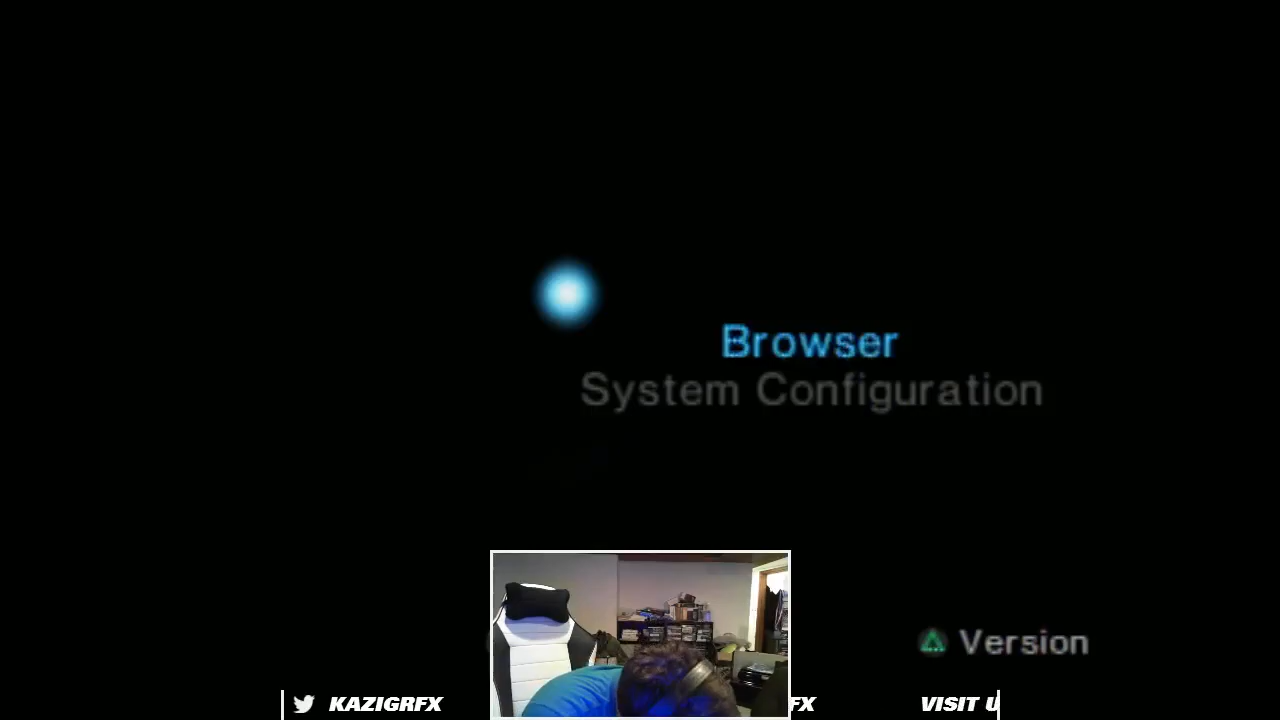 Browser
System Configuration
Version
KAZIGRFX
FX
VISIT U